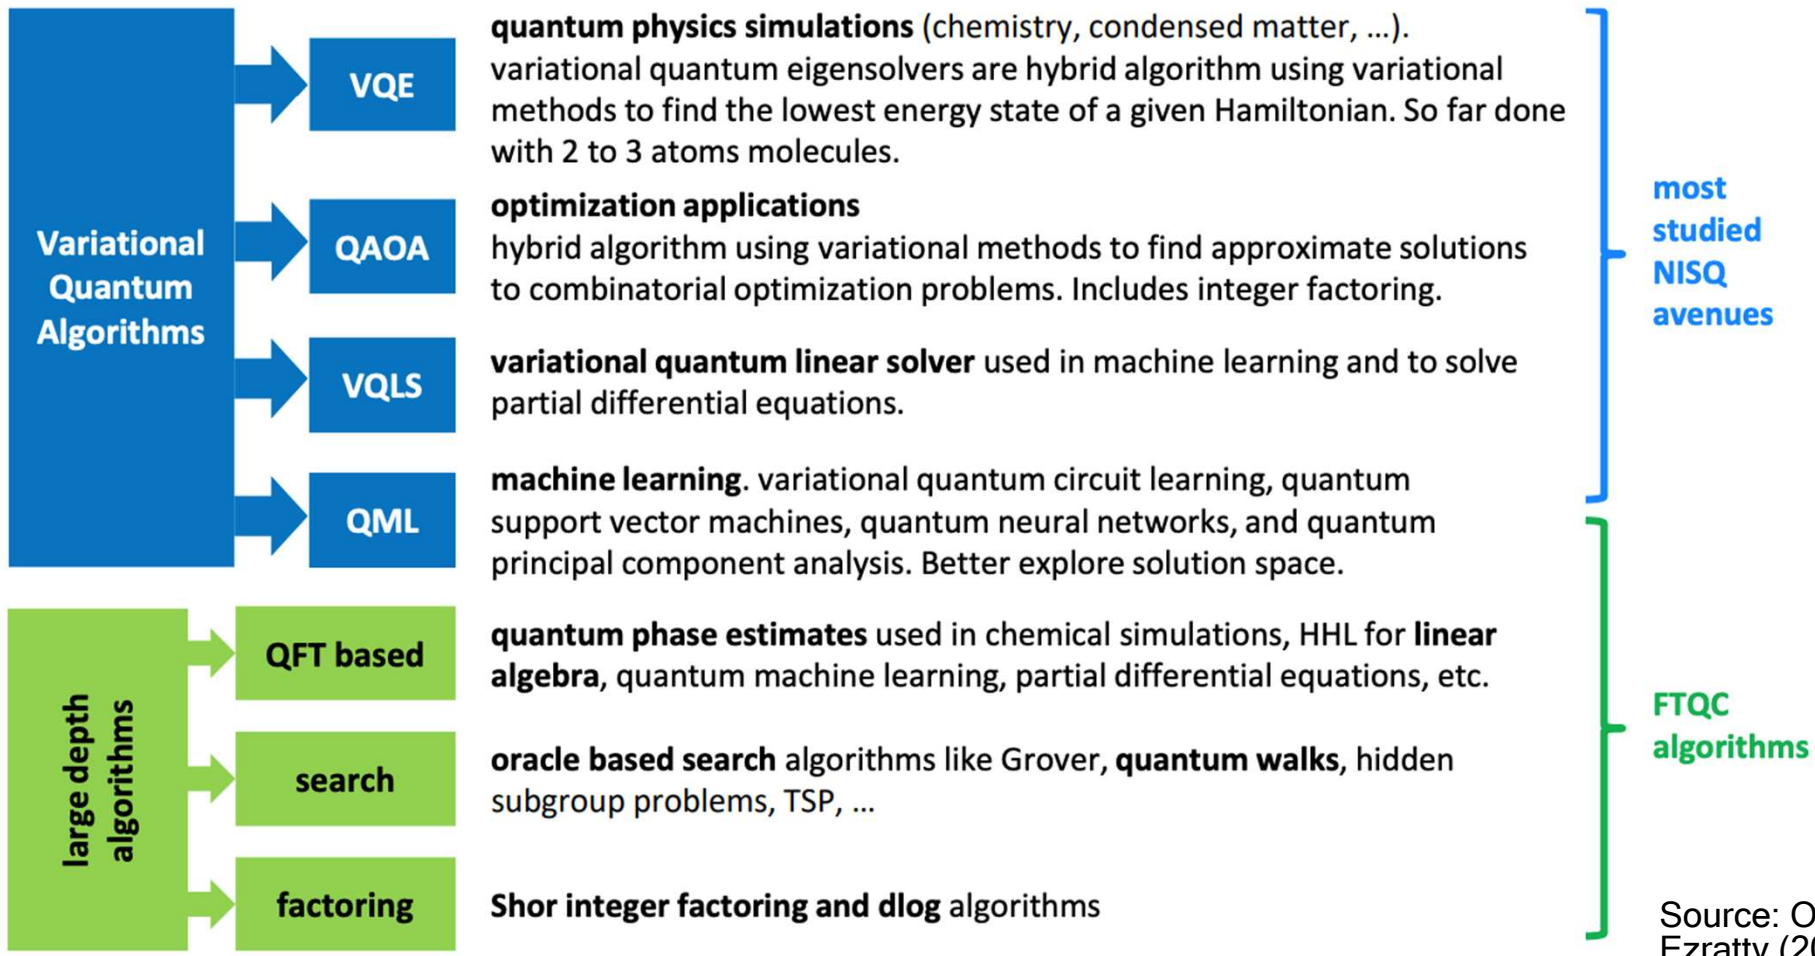 Variational
Quantum
Algorithms
VQE
quantum physics simulations (chemistry, condensed matter, ...).
variational quantum eigensolvers are hybrid algorithm using variational
methods to find the lowest energy state of a given Hamiltonian. So far done
with 2 to 3 atoms molecules.
QAOA
optimization applications
hybrid algorithm using variational methods to find approximate solutions
to combinatorial optimization problems. Includes integer factoring.
VQLS
variational quantum linear solver used in machine learning and to solve
partial differential equations.
QML
machine learning. variational quantum circuit learning, quantum
support vector machines, quantum neural networks, and quantum
principal component analysis. Better explore solution space.
most
studied
NISQ
avenues
large depth
algorithms
QFT based
quantum phase estimates used in chemical simulations, HHL for linear
algebra, quantum machine learning, partial differential equations, etc.
search
oracle based search algorithms like Grover, quantum walks, hidden
subgroup problems, TSP, ...
factoring
Shor integer factoring and dlog algorithms
FTQC
algorithms
Source: O
Ezratty